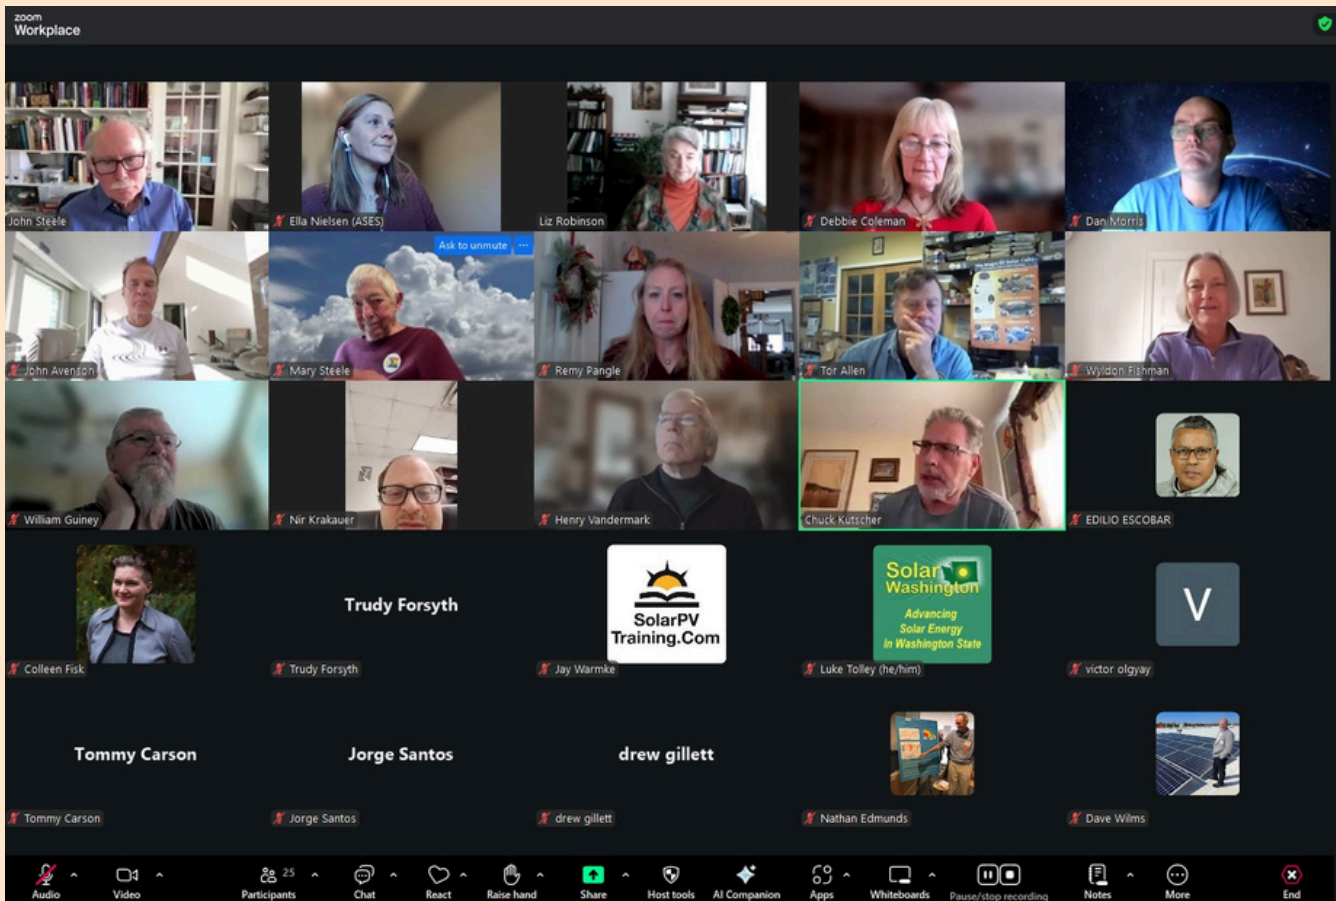 zoom
Workplace
John Steele
Ella Nielsen (ASES)
Liz Robinson
Debbie Coleman
Dan Morris
Ask to unmute ...
John Avenson
Mary Steele
Remy Pangle
Tor Allen
Wyldon Fishman
William Guiney
Nir Krakauer
Henry Vandermark
Chuck Kutscher
EDILIO ESCOBAR
Colleen Fisk
Trudy Forsyth
Trudy Forsyth
SolarPV
Training.Com
Jay Warmke
Solar
Washington
Advancing
Solar Energy
in Washington State
Luke Tolley (he/him)
V
victor olgyay
Tommy Carson
Tommy Carson
Jorge Santos
Jorge Santos
drew gillett
drew gillett
Nathan Edmunds
Dave Wilms
Audio
Video
25
Participants
Chat
React
Raise hand
Share
Host tools
AI Companion
Apps
Whiteboards
Pause/stop recording
Notes
More
End